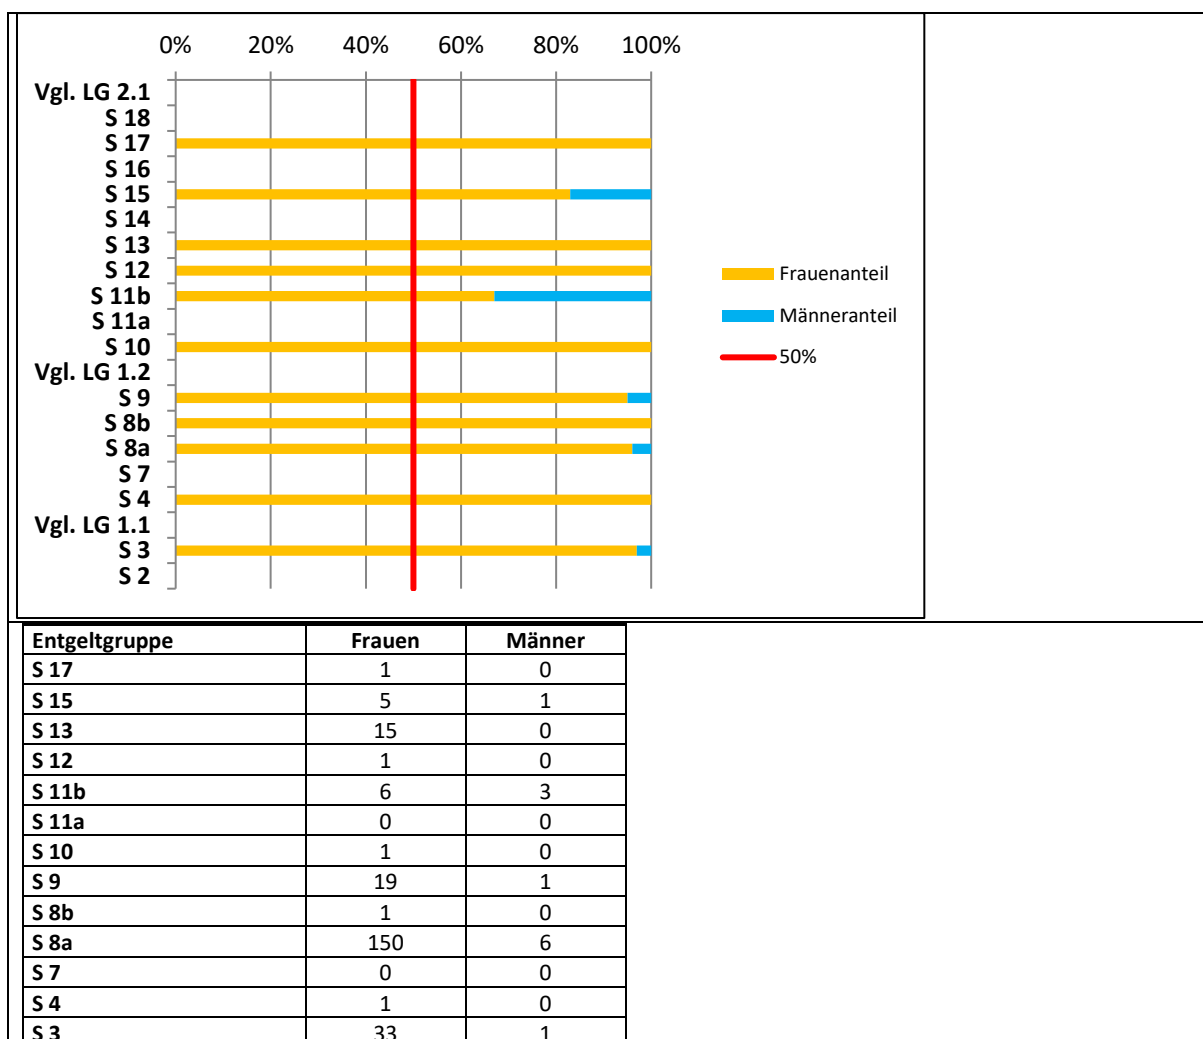 0% 20% 40% 60% 80% 100%
Vgl. LG 2.1
S 18
S 17
S 16
S 15
S 14
S 13
S 12
S 11b
S 11a
S 10
Vgl. LG 1.2
S 9
S 8b
S 8a
S 7
S 4
Vgl. LG 1.1
S 3
S 2
Frauenanteil
Männeranteil
50%
Entgeltgruppe Frauen Männer
S 17 1 0
S 15 5 1
S 13 15 0
S 12 1 0
S 11b 6 3
S 11a 0 0
S 10 1 0
S 9 19 1
S 8b 1 0
S 8a 150 6
S 7 0 0
S 4 1 0
S 3 33 1